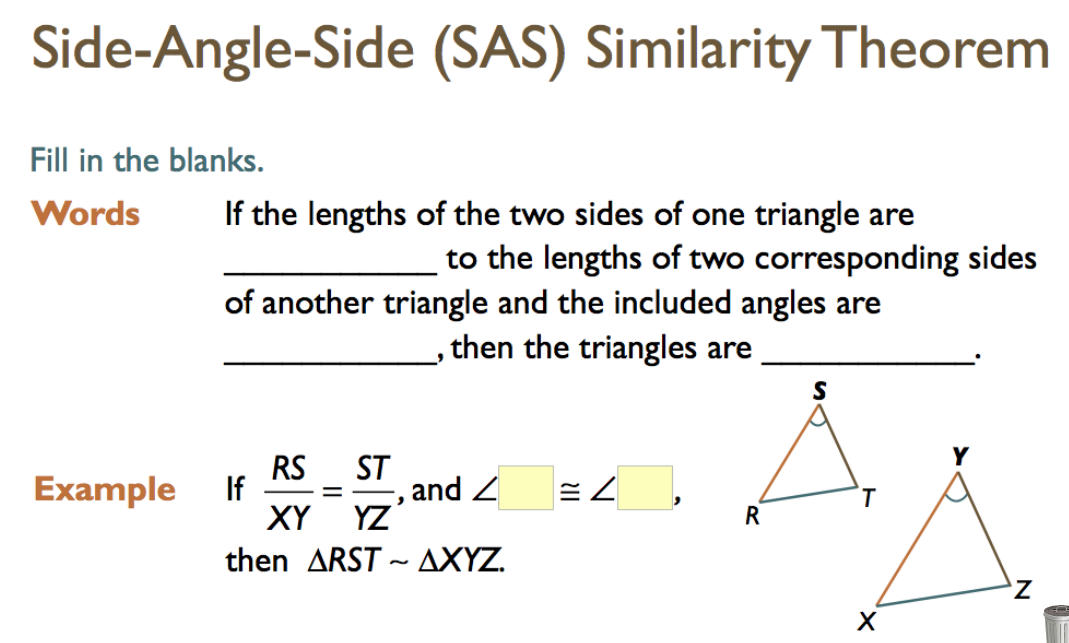 Side-Angle-Side (SAS) Similarity Theorem
Fill in the blanks.
Words If the lengths of the two sides of one triangle are
____________ to the lengths of two corresponding sides
of another triangle and the included angles are
____________, then the triangles are ____________.
Example If RS/XY = ST/YZ, and ∠ ≅ ∠ ,
then ΔRST ~ ΔXYZ.
S
R
T
Y
X
Z